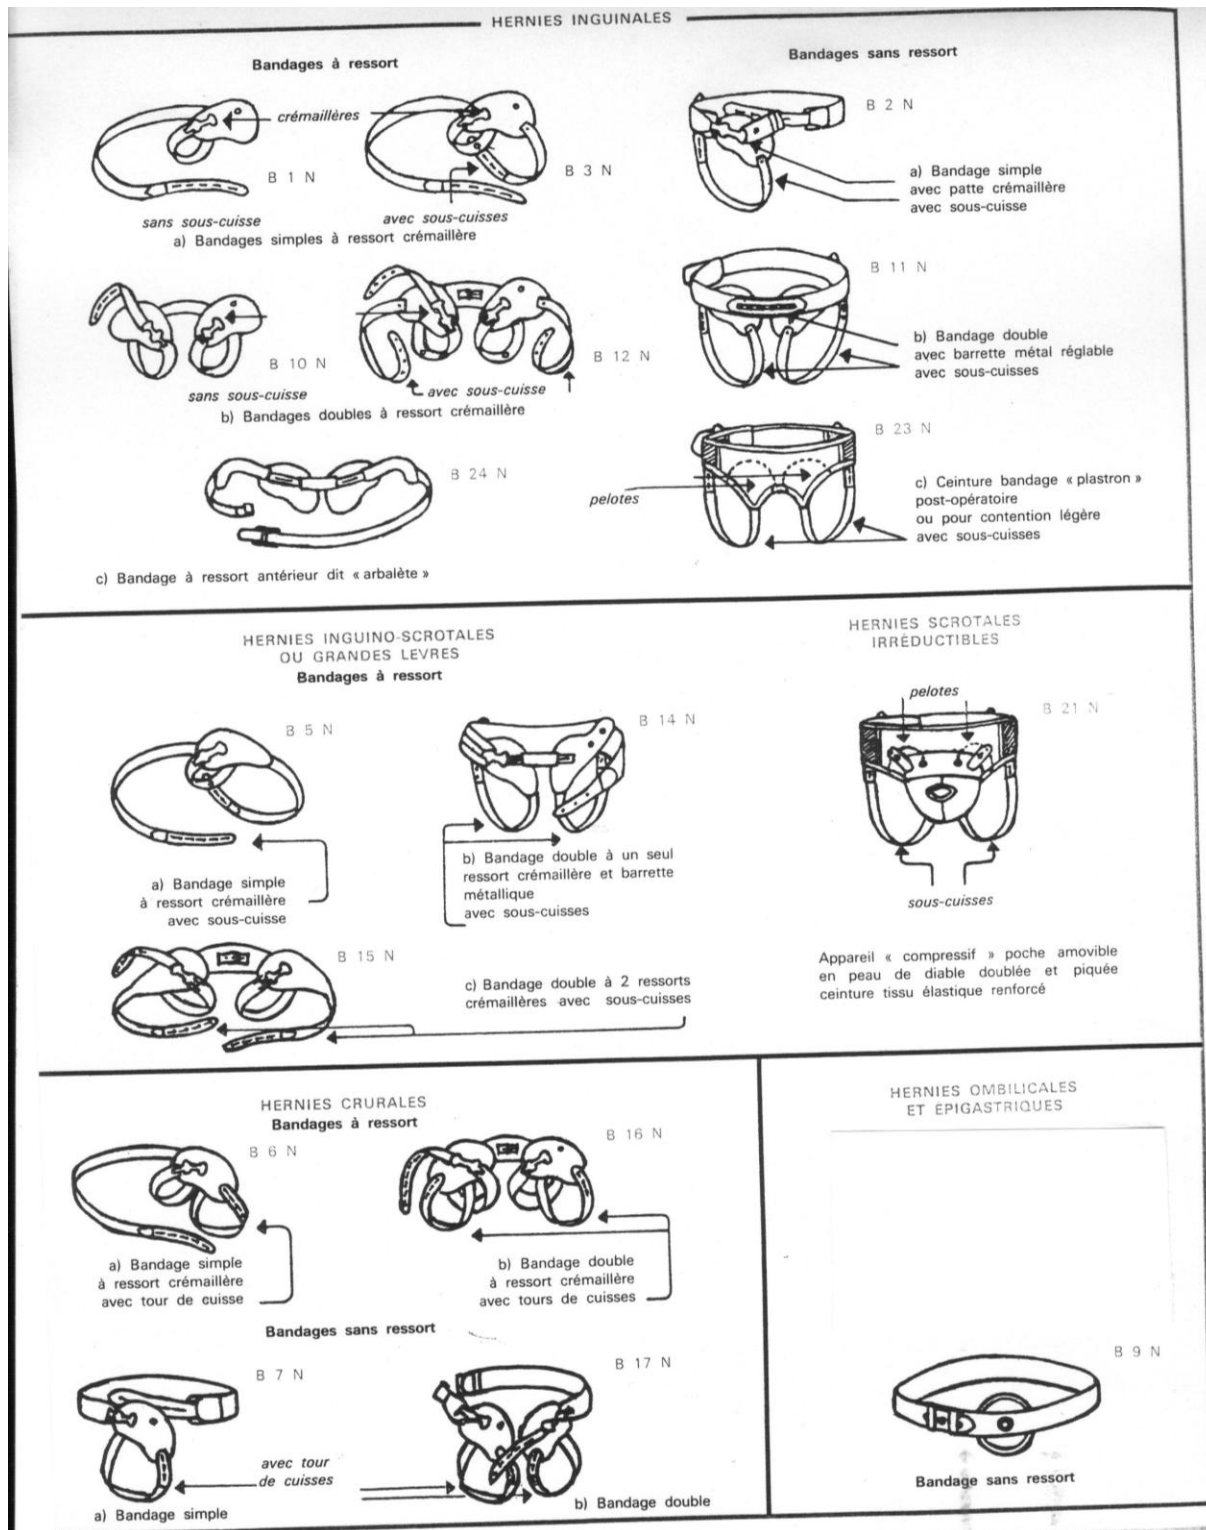 HERNIES INGUINALES
Bandages à ressort
crémaillères
B 1 N
B 3 N
sans sous-cuisse
avec sous-cuisses
a) Bandages simples à ressort crémaillère
B 10 N
B 12 N
sans sous-cuisse
avec sous-cuisse
b) Bandages doubles à ressort crémaillère
B 24 N
c) Bandage à ressort antérieur dit « arbalète »
Bandages sans ressort
B 2 N
a) Bandage simple
avec patte crémaillère
avec sous-cuisse
B 11 N
b) Bandage double
avec barrette métal réglable
avec sous-cuisses
B 23 N
pelotes
c) Ceinture bandage « plastron »
post-opératoire
ou pour contention légère
avec sous-cuisses
HERNIES INGUINO-SCROTALES
OU GRANDES LEVRES
Bandages à ressort
B 5 N
a) Bandage simple
à ressort crémaillère
avec sous-cuisse
B 14 N
b) Bandage double à un seul
ressort crémaillère et barrette
métallique
avec sous-cuisses
B 15 N
c) Bandage double à 2 ressorts
crémaillères avec sous-cuisses
HERNIES SCROTALES
IRRÉDUCTIBLES
pelotes
B 21 N
sous-cuisses
Appareil « compressif » poche amovible
en peau de diable doublée et piquée
ceinture tissu élastique renforcé
HERNIES CRURALES
Bandages à ressort
B 6 N
a) Bandage simple
à ressort crémaillère
avec tour de cuisse
B 16 N
b) Bandage double
à ressort crémaillère
avec tours de cuisses
Bandages sans ressort
B 7 N
B 17 N
avec tour
de cuisses
a) Bandage simple
b) Bandage double
HERNIES OMBILICALES
ET ÉPIGASTRIQUES
B 9 N
Bandage sans ressort